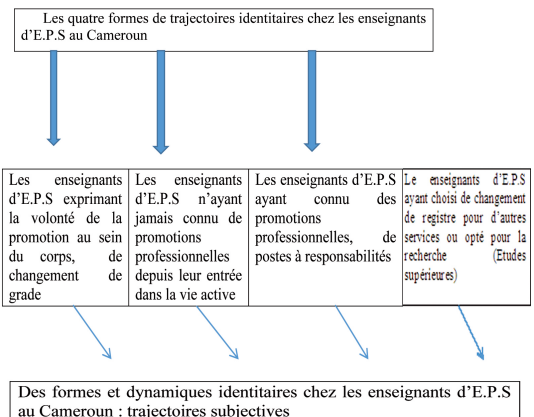 Les quatre formes de trajectoires identitaires chez les enseignants
d'E.P.S au Cameroun
Les enseignants
d'E.P.S exprimant
la volonté de la
promotion au sein
du corps, de
changement de
grade
Les enseignants
d'E.P.S n'ayant
jamais connu de
promotions
professionnelles
depuis leur entrée
dans la vie active
Les enseignants d'E.P.S
ayant connu des
promotions
professionnelles, de
postes à responsabilités
Le enseignants d'E.P.S
ayant choisi de changement
de registre pour d'autres
services ou opté pour la
recherche (Etudes
supérieures)
Des formes et dynamiques identitaires chez les enseignants d'E.P.S
au Cameroun : trajectoires subjectives